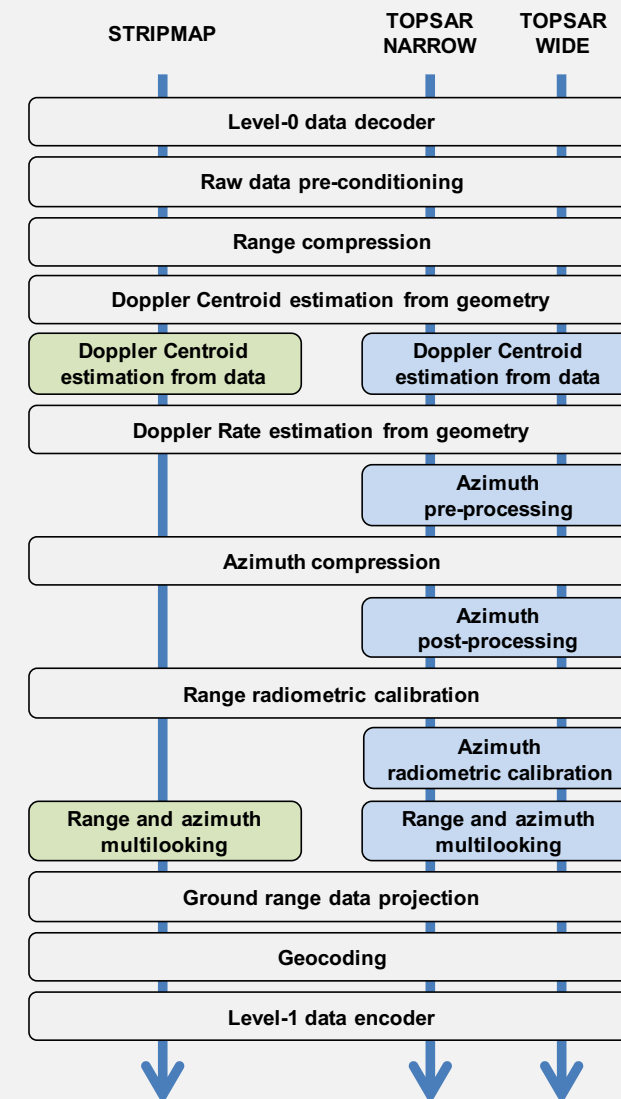 STRIPMAP
TOPSAR
NARROW
TOPSAR
WIDE
Level-0 data decoder
Raw data pre-conditioning
Range compression
Doppler Centroid estimation from geometry
Doppler Centroid
estimation from data
Doppler Centroid
estimation from data
Doppler Rate estimation from geometry
Azimuth
pre-processing
Azimuth compression
Azimuth
post-processing
Range radiometric calibration
Azimuth
radiometric calibration
Range and azimuth
multilooking
Range and azimuth
multilooking
Ground range data projection
Geocoding
Level-1 data encoder